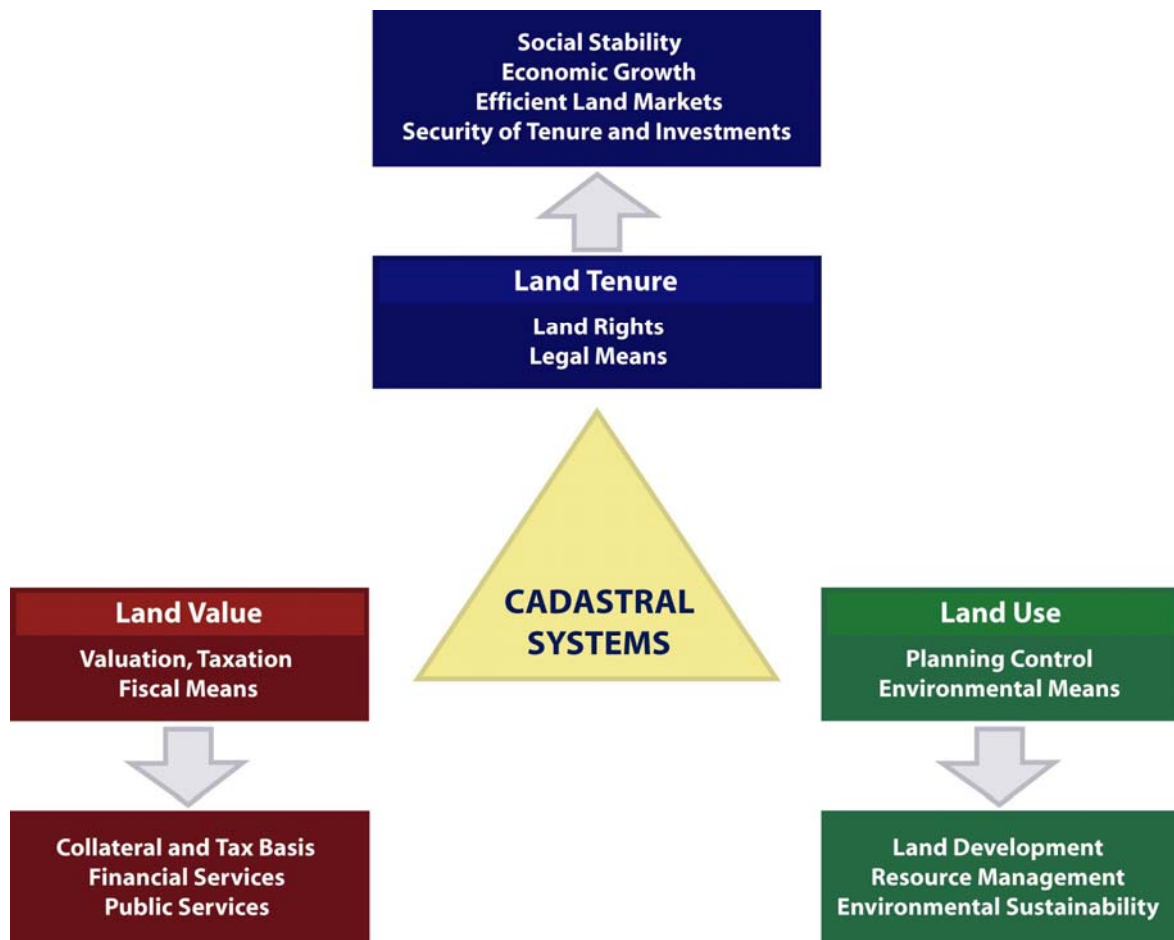 Social Stability
Economic Growth
Efficient Land Markets
Security of Tenure and Investments
Land Tenure
Land Rights
Legal Means
CADASTRAL
SYSTEMS
Land Value
Valuation, Taxation
Fiscal Means
Collateral and Tax Basis
Financial Services
Public Services
Land Use
Planning Control
Environmental Means
Land Development
Resource Management
Environmental Sustainability